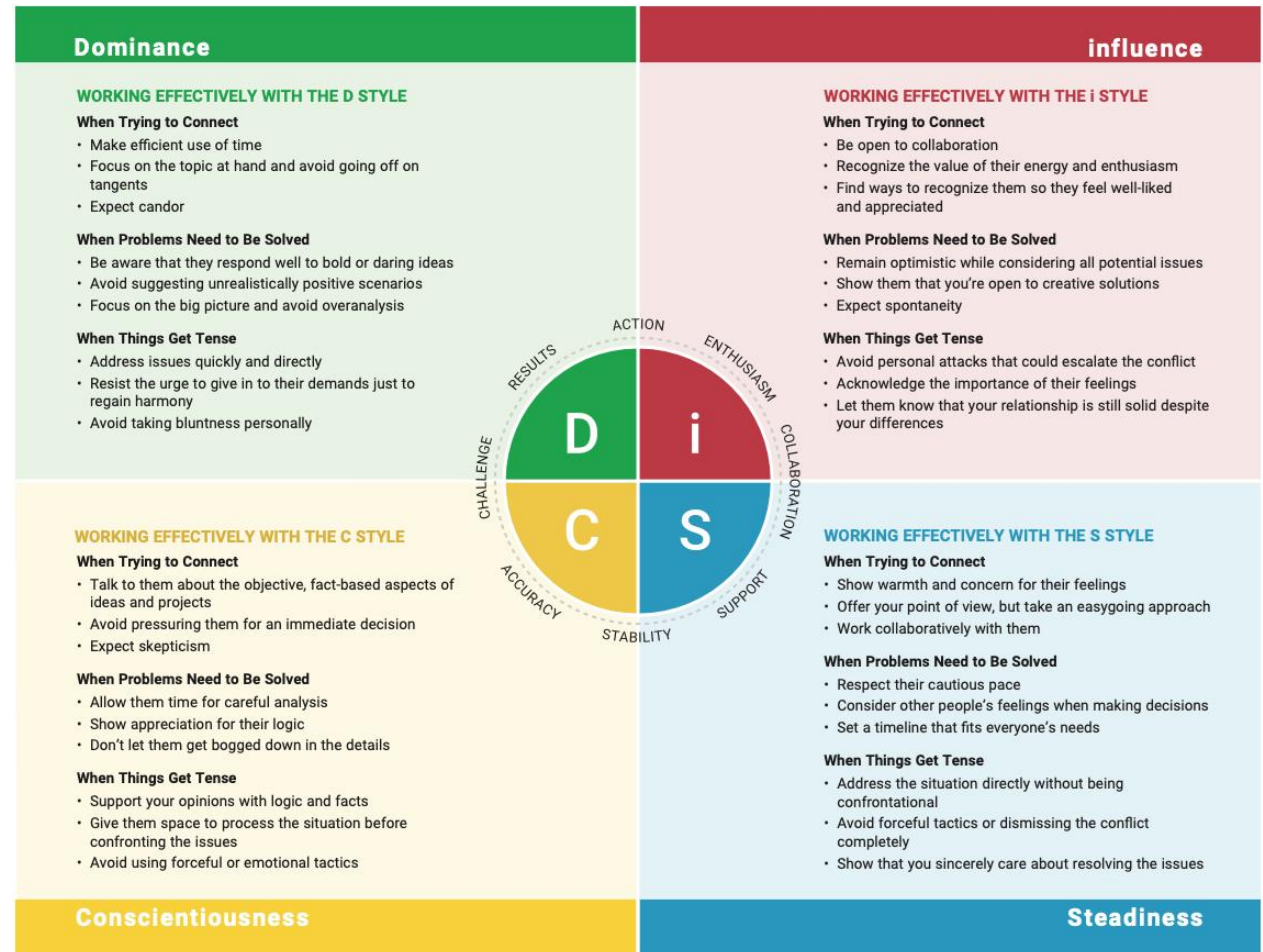 Dominance
influence
WORKING EFFECTIVELY WITH THE D STYLE
When Trying to Connect
• Make efficient use of time
• Focus on the topic at hand and avoid going off on
tangents
• Expect candor
When Problems Need to Be Solved
• Be aware that they respond well to bold or daring ideas
• Avoid suggesting unrealistically positive scenarios
• Focus on the big picture and avoid overanalysis
When Things Get Tense
• Address issues quickly and directly
• Resist the urge to give in to their demands just to
regain harmony
• Avoid taking bluntness personally
WORKING EFFECTIVELY WITH THE i STYLE
When Trying to Connect
• Be open to collaboration
• Recognize the value of their energy and enthusiasm
• Find ways to recognize them so they feel well-liked
and appreciated
When Problems Need to Be Solved
• Remain optimistic while considering all potential issues
• Show them that you're open to creative solutions
• Expect spontaneity
When Things Get Tense
• Avoid personal attacks that could escalate the conflict
• Acknowledge the importance of their feelings
• Let them know that your relationship is still solid despite
your differences
ACTION
ENTHUSIASM
COLLABORATION
SUPPORT
STABILITY
ACCURACY
CHALLENGE
RESULTS
D
i
C
S
WORKING EFFECTIVELY WITH THE C STYLE
When Trying to Connect
• Talk to them about the objective, fact-based aspects of
ideas and projects
• Avoid pressuring them for an immediate decision
• Expect skepticism
When Problems Need to Be Solved
• Allow them time for careful analysis
• Show appreciation for their logic
• Don't let them get bogged down in the details
When Things Get Tense
• Support your opinions with logic and facts
• Give them space to process the situation before
confronting the issues
• Avoid using forceful or emotional tactics
WORKING EFFECTIVELY WITH THE S STYLE
When Trying to Connect
• Show warmth and concern for their feelings
• Offer your point of view, but take an easygoing approach
• Work collaboratively with them
When Problems Need to Be Solved
• Respect their cautious pace
• Consider other people's feelings when making decisions
• Set a timeline that fits everyone's needs
When Things Get Tense
• Address the situation directly without being
confrontational
• Avoid forceful tactics or dismissing the conflict
completely
• Show that you sincerely care about resolving the issues
Conscientiousness
Steadiness